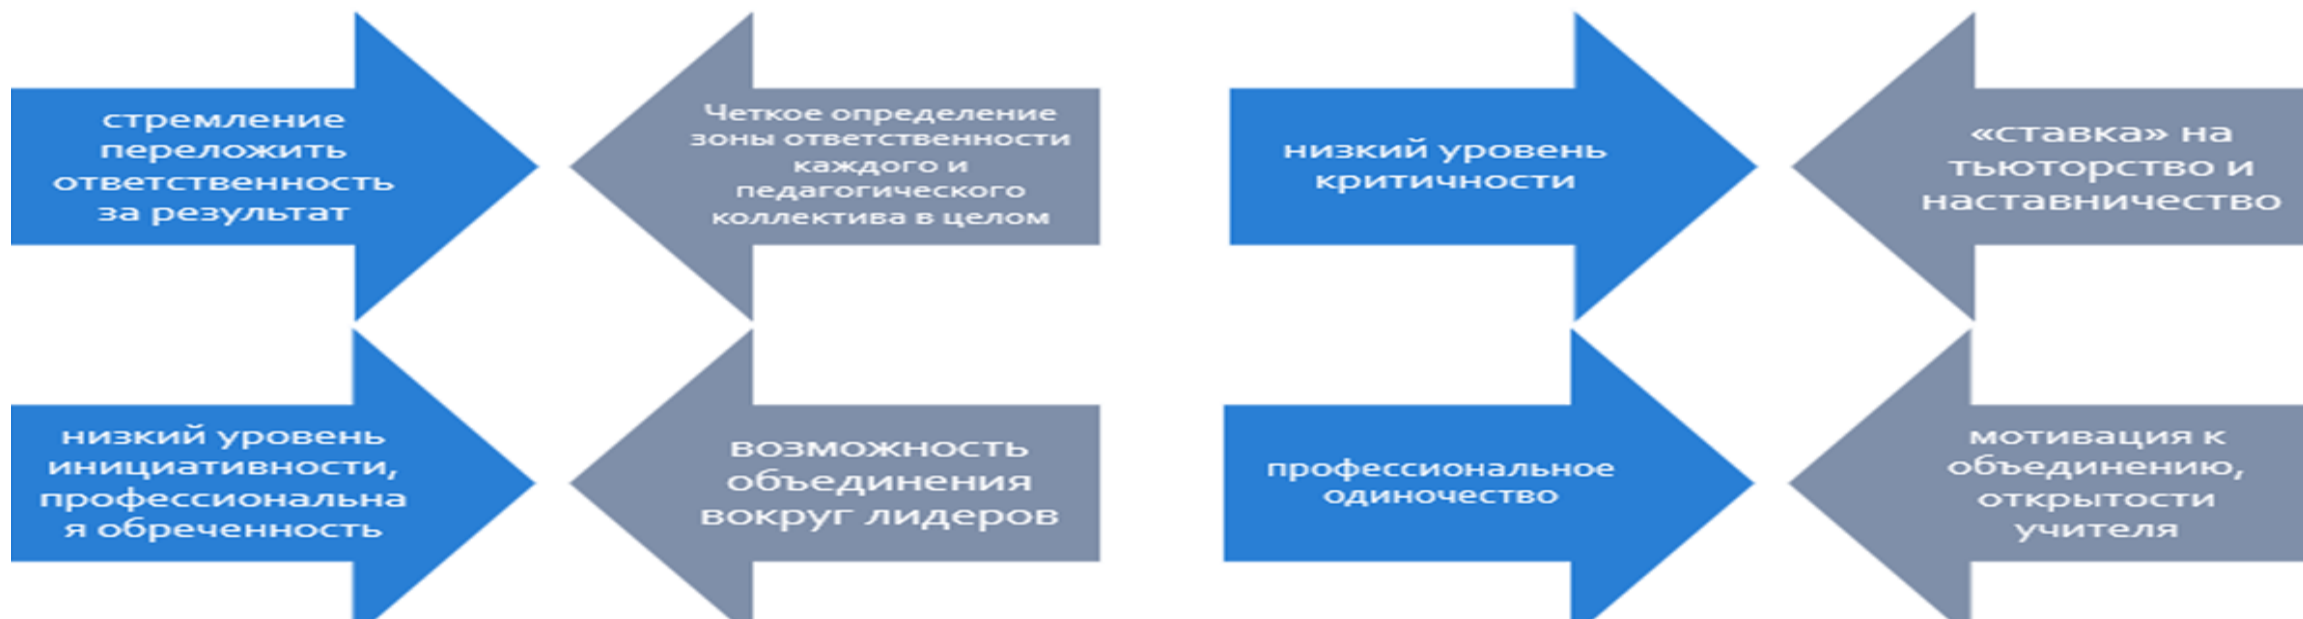 стремление
переложить
ответственность
за результат
Четкое определение
зоны ответственности
каждого и
педагогического
коллектива в целом
низкий уровень
критичности
«ставка» на
тьюторство и
наставничество
низкий уровень
инициативности,
профессиональна
я обреченность
возможность
объединения
вокруг лидеров
профессиональное
одиночество
мотивация к
объединению,
открытости
учителя